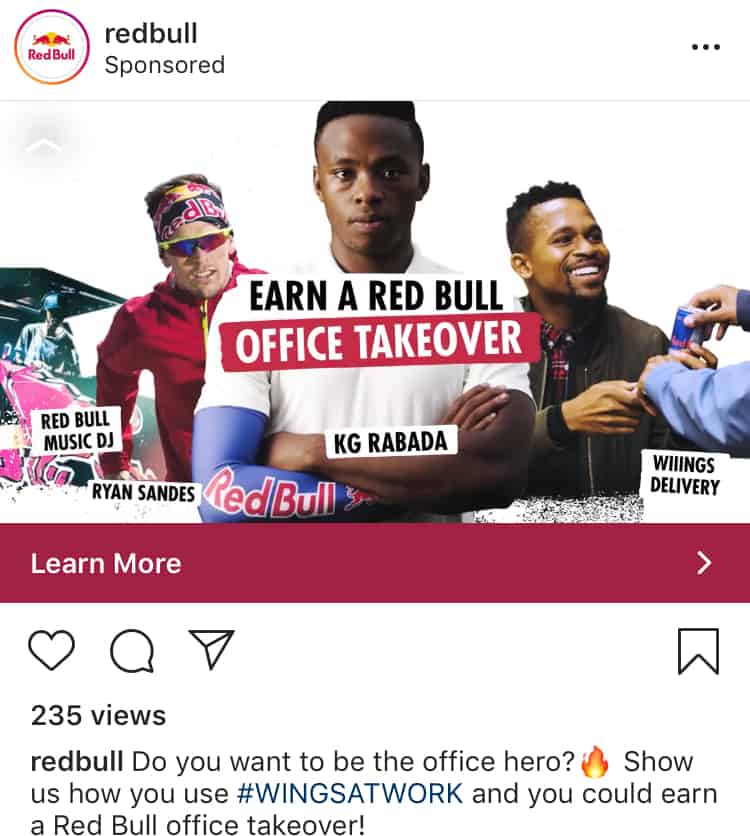 redbull
Red Bull
Sponsored
RedB
EARN A RED BULL
OFFICE TAKEOVER
RED BULL
MUSIC DJ
KG RABADA
WIIINGS
DELIVERY
RYAN SANDES
Red Bull
Learn More
235 views
redbull Do you want to be the office hero?🔥 Show
us how you use #WINGSATWORK and you could earn
a Red Bull office takeover!